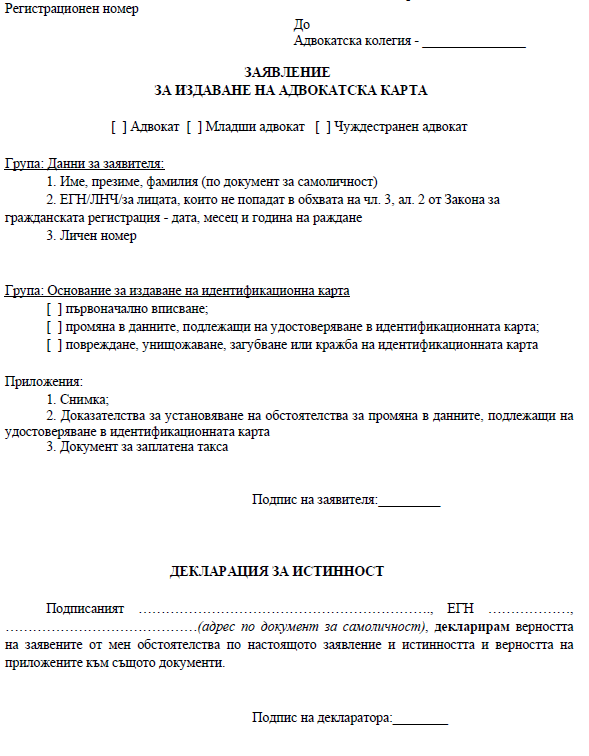 Регистрационен номер
До
Адвокатска колегия - _______________
ЗАЯВЛЕНИЕ
ЗА ИЗДАВАНЕ НА АДВОКАТСКА КАРТА
[ ] Адвокат [ ] Младши адвокат [ ] Чуждестранен адвокат
Група: Данни за заявителя:
1. Име, презиме, фамилия (по документ за самоличност)
2. ЕГН/ЛНЧ/за лицата, които не попадат в обхвата на чл. 3, ал. 2 от Закона за
гражданската регистрация - дата, месец и година на раждане
3. Личен номер
Група: Основание за издаване на идентификационна карта
[ ] първоначално вписване;
[ ] промяна в данните, подлежащи на удостоверяване в идентификационната карта;
[ ] повреждане, унищожаване, загубване или кражба на идентификационната карта
Приложения:
1. Снимка;
2. Доказателства за установяване на обстоятелства за промяна в данните, подлежащи на
удостоверяване в идентификационната карта
3. Документ за заплатена такса
Подпис на заявителя:_________
ДЕКЛАРАЦИЯ ЗА ИСТИННОСТ
Подписаният ………………………………………………………., ЕГН ………………,
……………………………………(адрес по документ за самоличност), декларирам верността
на заявените от мен обстоятелства по настоящото заявление и истинността и верността на
приложените към същото документи.
Подпис на декларатора:________